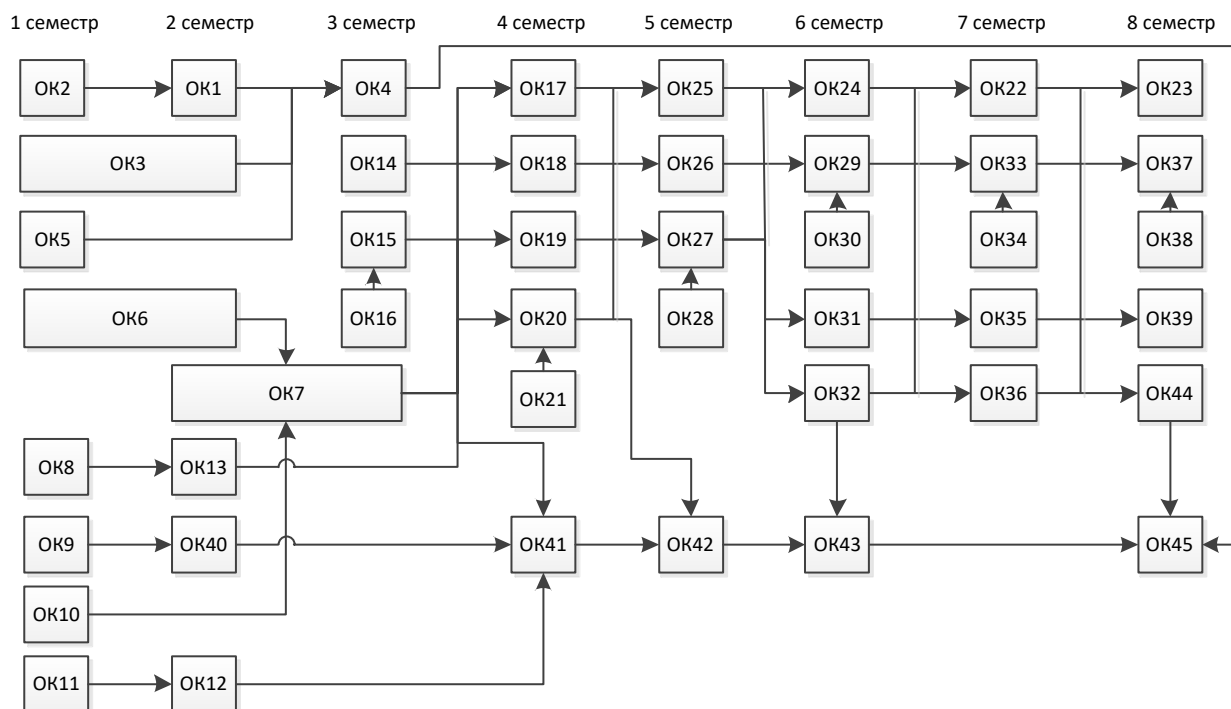 1 семестр 2 семестр 3 семестр 4 семестр 5 семестр 6 семестр 7 семестр 8 семестр
ОК2 ОК1 ОК4 ОК17 ОК25 ОК24 ОК22 ОК23
ОК3 ОК14 ОК18 ОК26 ОК29 ОК33 ОК37
ОК5 ОК15 ОК19 ОК27 ОК30 ОК34 ОК38
ОК6 ОК16 ОК20 ОК28 ОК31 ОК35 ОК39
ОК7 ОК21 ОК32 ОК36 ОК44
ОК8 ОК13
ОК9 ОК40 ОК41 ОК42 ОК43 ОК45
ОК10
ОК11 ОК12